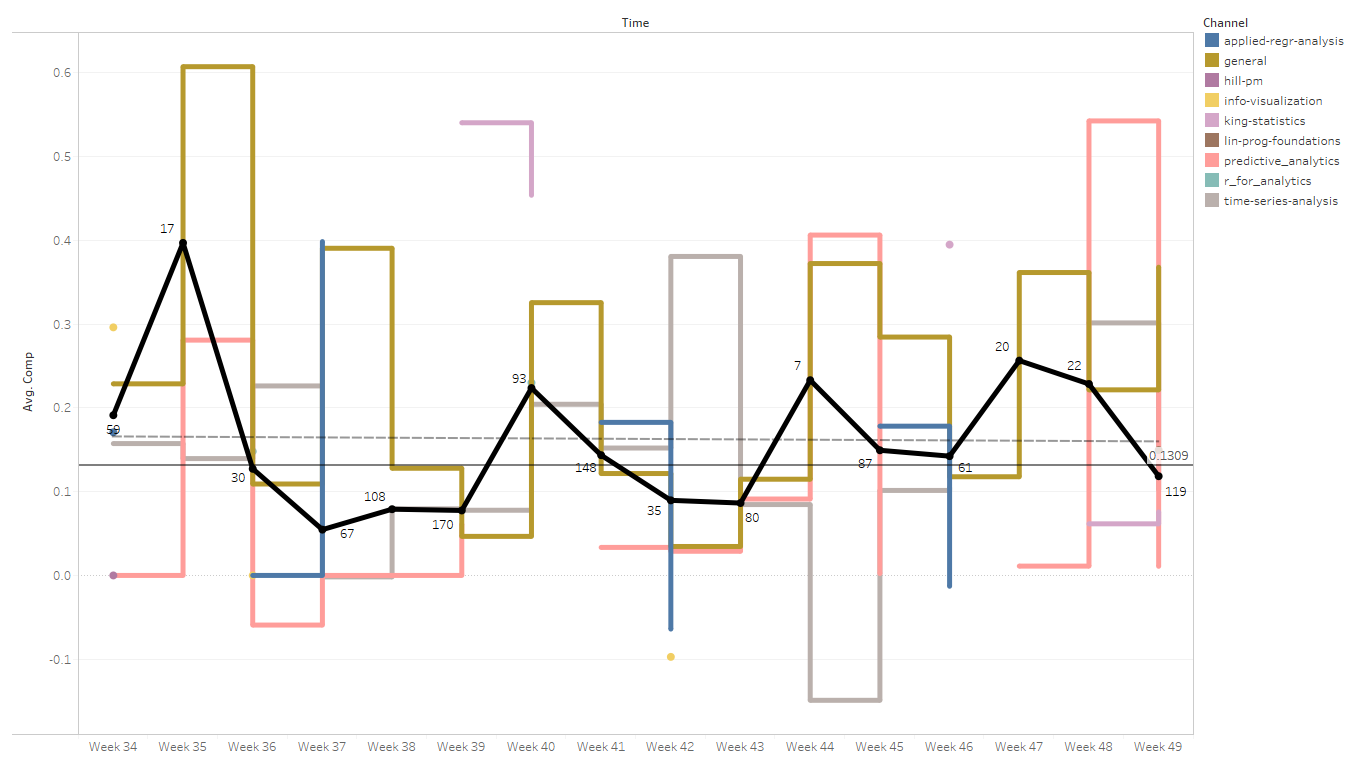 Time
Channel
applied-regr-analysis
general
hill-pm
info-visualization
king-statistics
lin-prog-foundations
predictive_analytics
r_for_analytics
time-series-analysis
Avg. Comp
0.6
0.5
0.4
0.3
0.2
0.1
0.0
-0.1
59
17
30
67
108
170
93
148
35
80
7
87
61
20
22
0.1309
119
Week 34 Week 35 Week 36 Week 37 Week 38 Week 39 Week 40 Week 41 Week 42 Week 43 Week 44 Week 45 Week 46 Week 47 Week 48 Week 49